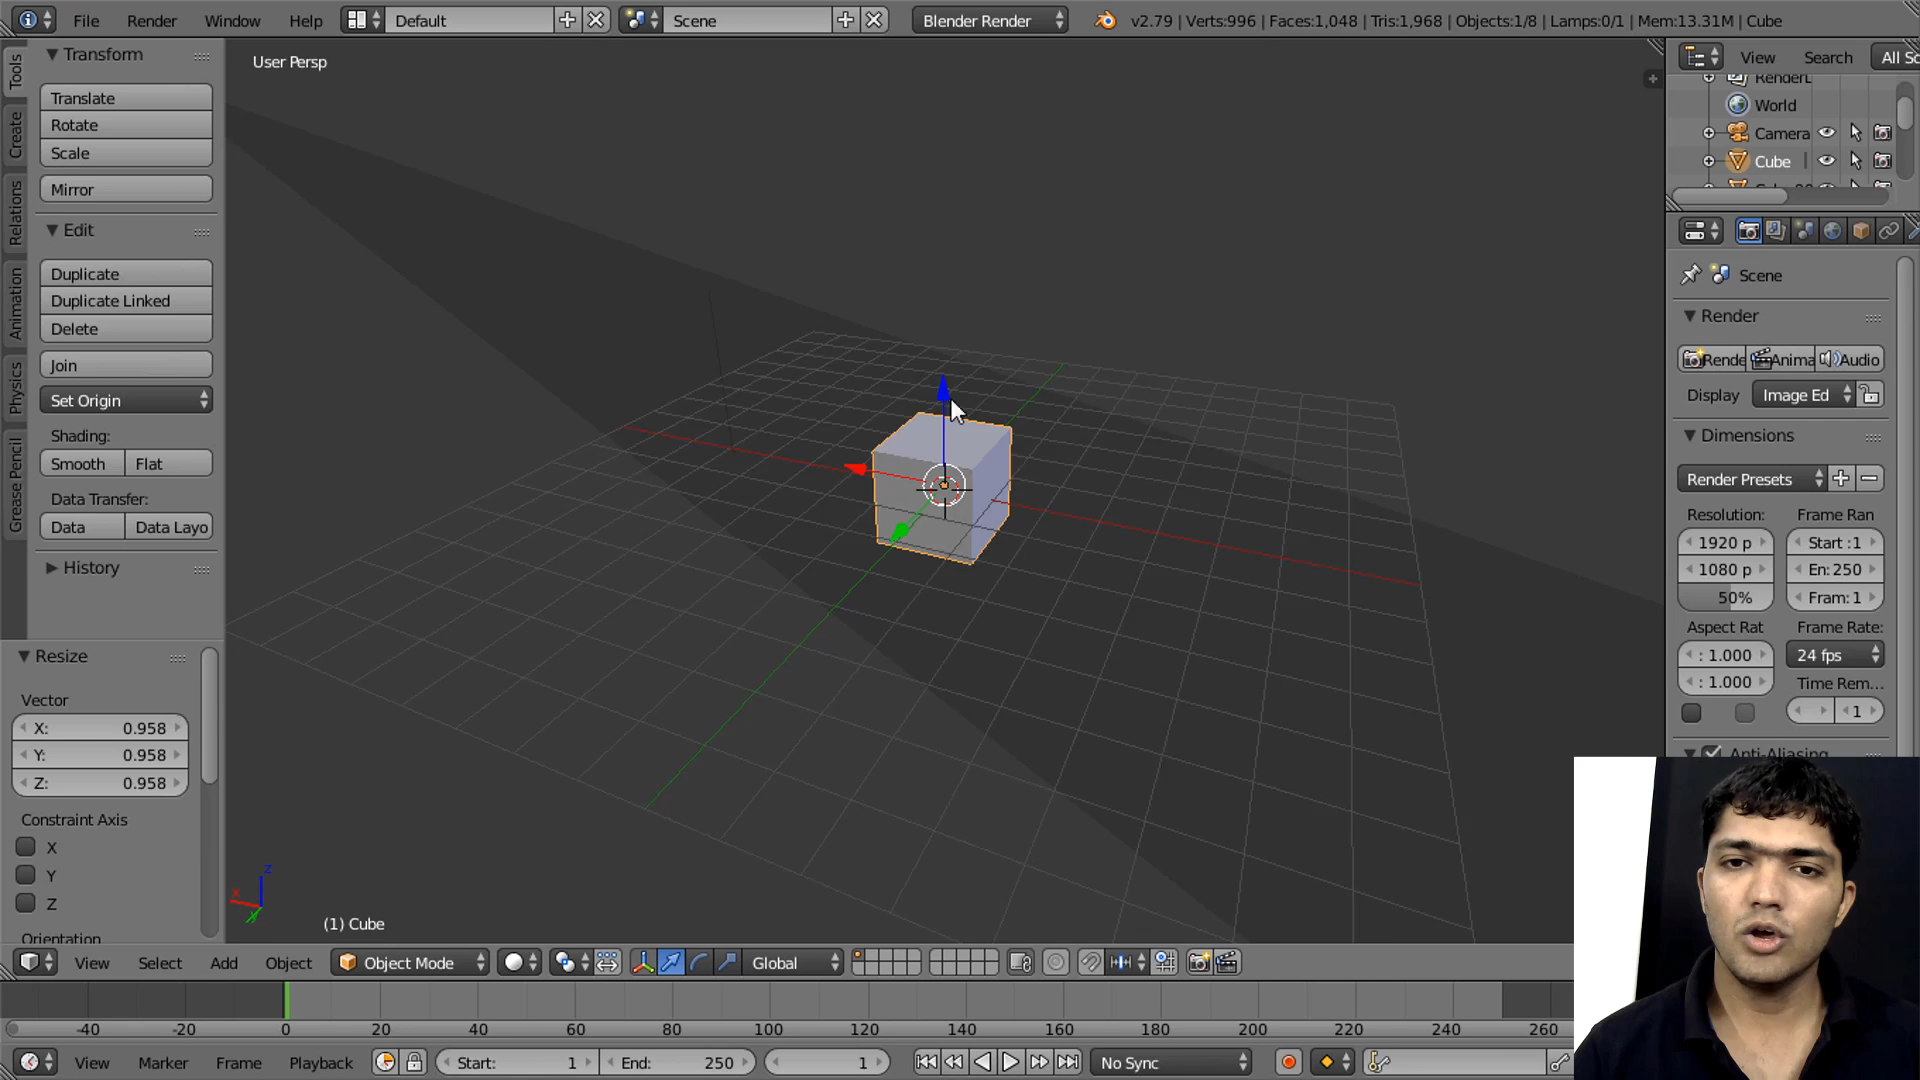 File Render Window Help Default Scene Blender Render v2.79 | Verts:996 | Faces:1,048 | Tris:1,968 | Objects:1/8 | Lamps:0/1 | Mem:13.31M | Cube
Tools
Create
Relations
Animation
Physics
Grease Pencil
Transform
Translate
Rotate
Scale
Mirror
Edit
Duplicate
Duplicate Linked
Delete
Join
Set Origin
Shading:
Smooth Flat
Data Transfer:
Data Data Layo
History
Resize
Vector
X: 0.958
Y: 0.958
Z: 0.958
Constraint Axis
X
Y
Z
Orientation
User Persp
z
x
y
(1) Cube
View Search All Sc
RenderL
World
Camera
Cube
Scene
Render
Rende Anima Audio
Display Image Ed
Dimensions
Render Presets
Resolution: Frame Ran
1920 p Start :1
1080 p En: 250
50% Fram: 1
Aspect Rat Frame Rate:
: 1.000 24 fps
: 1.000 Time Rem...
1
Anti-Aliasing
View Select Add Object Object Mode Global
-40 -20 0 20 40 60 80 100 120 140 160 180 200 220 240 260
View Marker Frame Playback Start: 1 End: 250 1 No Sync